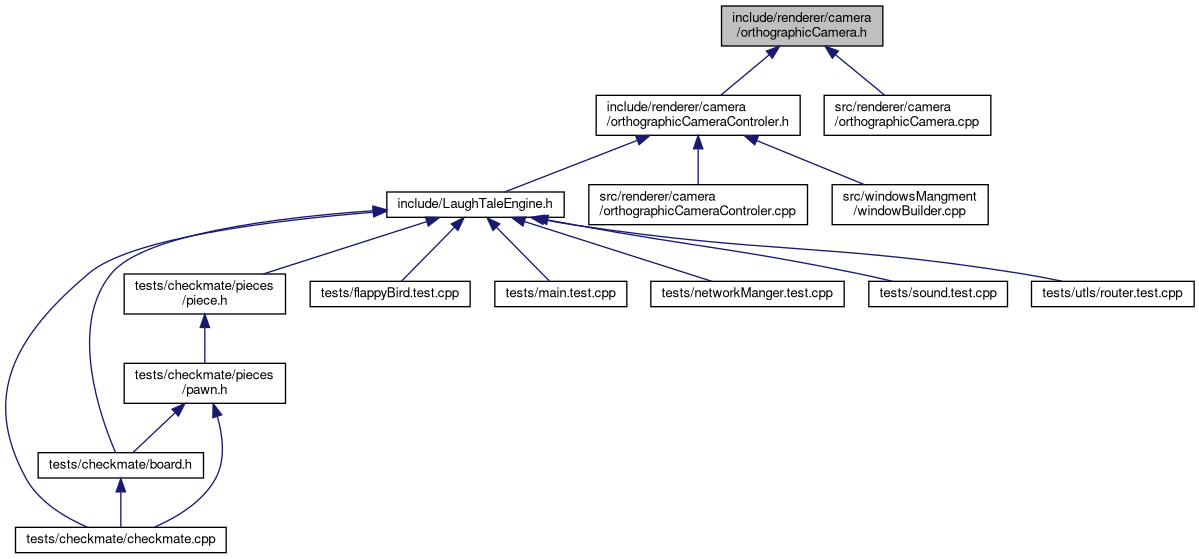 include/renderer/camera
/orthographicCamera.h
include/renderer/camera
/orthographicCameraControler.h
src/renderer/camera
/orthographicCamera.cpp
include/LaughTaleEngine.h
src/renderer/camera
/orthographicCameraControler.cpp
src/windowsMangment
/windowBuilder.cpp
tests/checkmate/pieces
/piece.h
tests/flappyBird.test.cpp
tests/main.test.cpp
tests/networkManger.test.cpp
tests/sound.test.cpp
tests/utls/router.test.cpp
tests/checkmate/pieces
/pawn.h
tests/checkmate/board.h
tests/checkmate/checkmate.cpp